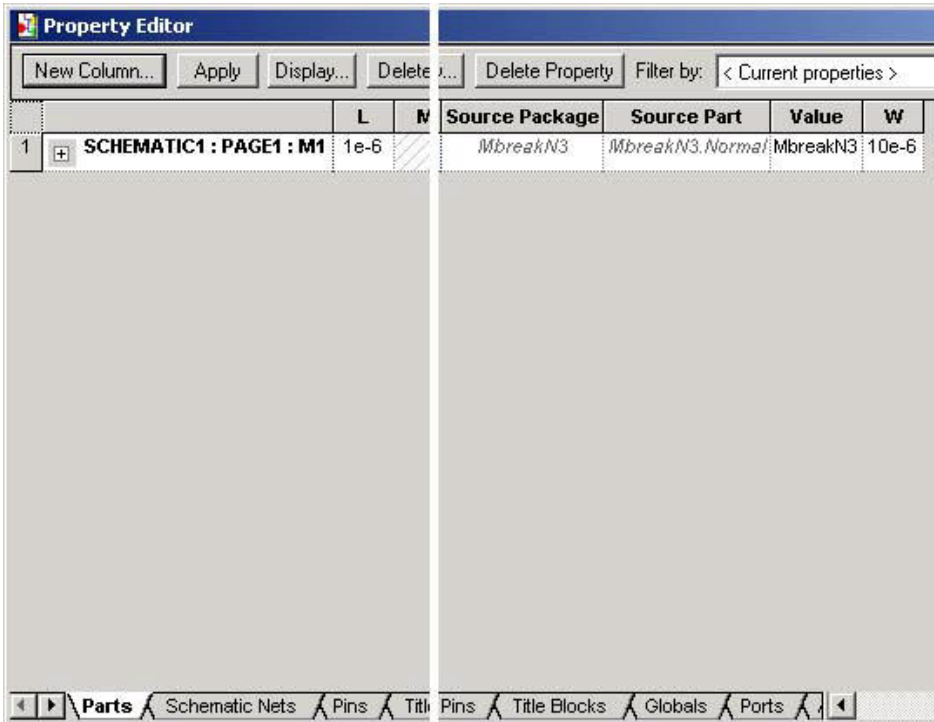 Property Editor
New Column... Apply Display... Delete ... Delete Property Filter by: < Current properties >
L M Source Package Source Part Value W
1 SCHEMATIC1 : PAGE1 : M1 1e-6 MbreakN3 MbreakN3.Normal MbreakN3 10e-6
Parts Schematic Nets Pins Title Pins Title Blocks Globals Ports